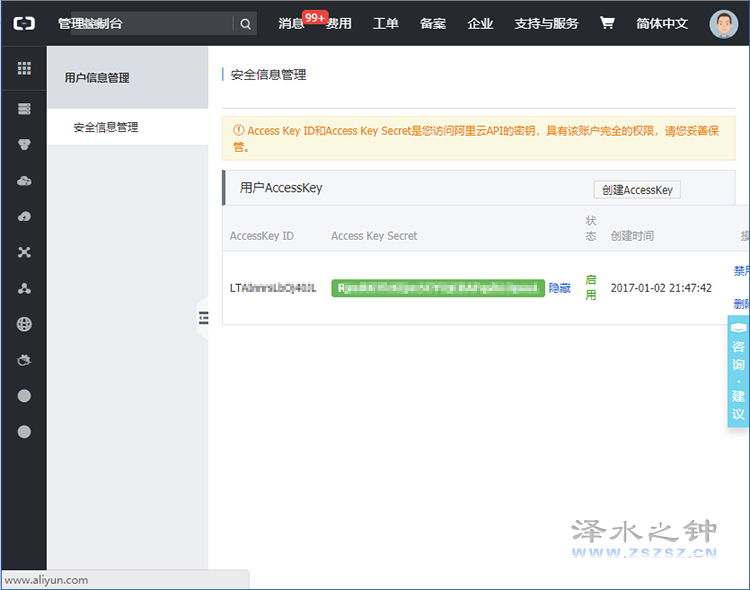 管理控制台
消息 99+ 费用 工单 备案 企业 支持与服务 简体中文
用户信息管理
安全信息管理
安全信息管理
Access Key ID和Access Key Secret是您访问阿里云API的密钥，具有该账户完全的权限，请您妥善保
管。
用户AccessKey 创建AccessKey
AccessKey ID Access Key Secret 状态 创建时间
隐藏 启用 2017-01-02 21:47:42
禁用
删除
咨询·建议
泽水之钟
WWW.ZSZSZ.CN
www.aliyun.com